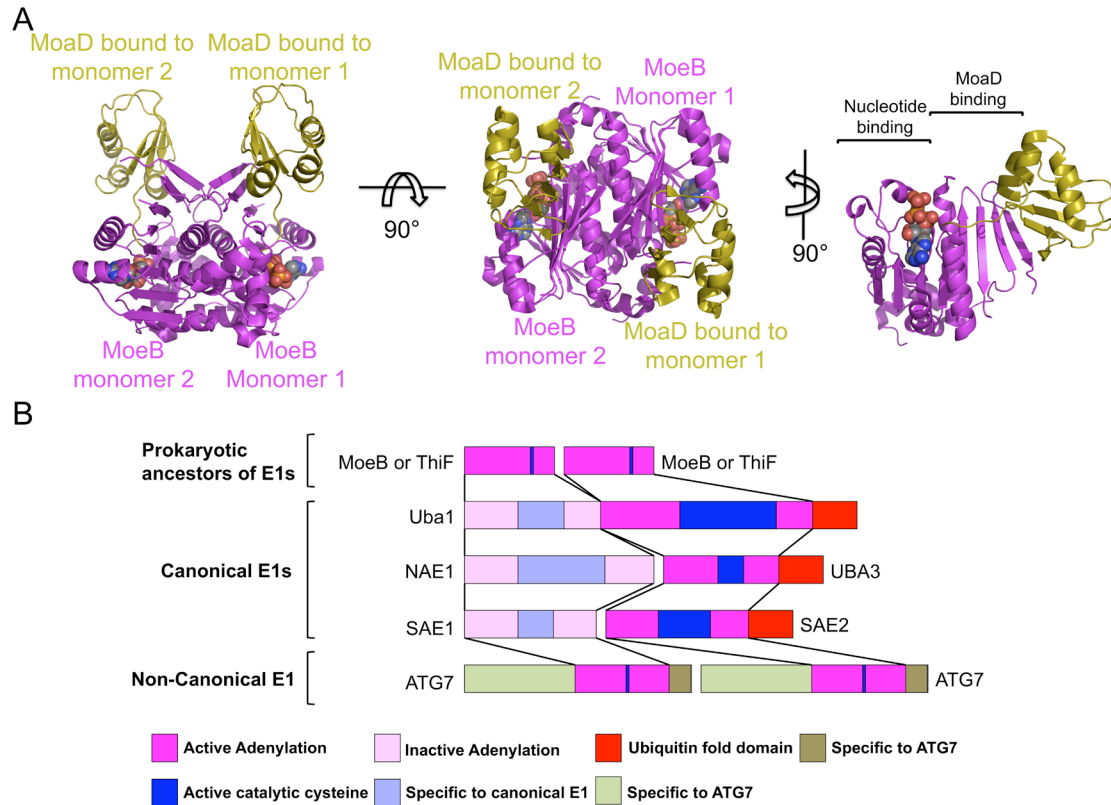 A
MoaD bound to
monomer 2
MoaD bound to
monomer 1
MoeB
monomer 2
MoeB
Monomer 1
90°
MoaD bound to
monomer 2
MoeB
Monomer 1
MoeB
monomer 2
MoaD bound to
monomer 1
90°
MoaD
binding
Nucleotide
binding
B
Prokaryotic
ancestors of E1s
MoeB or ThiF
MoeB or ThiF
Canonical E1s
Uba1
NAE1
UBA3
SAE1
SAE2
Non-Canonical E1
ATG7
ATG7
Active Adenylation
Inactive Adenylation
Ubiquitin fold domain
Specific to ATG7
Active catalytic cysteine
Specific to canonical E1
Specific to ATG7